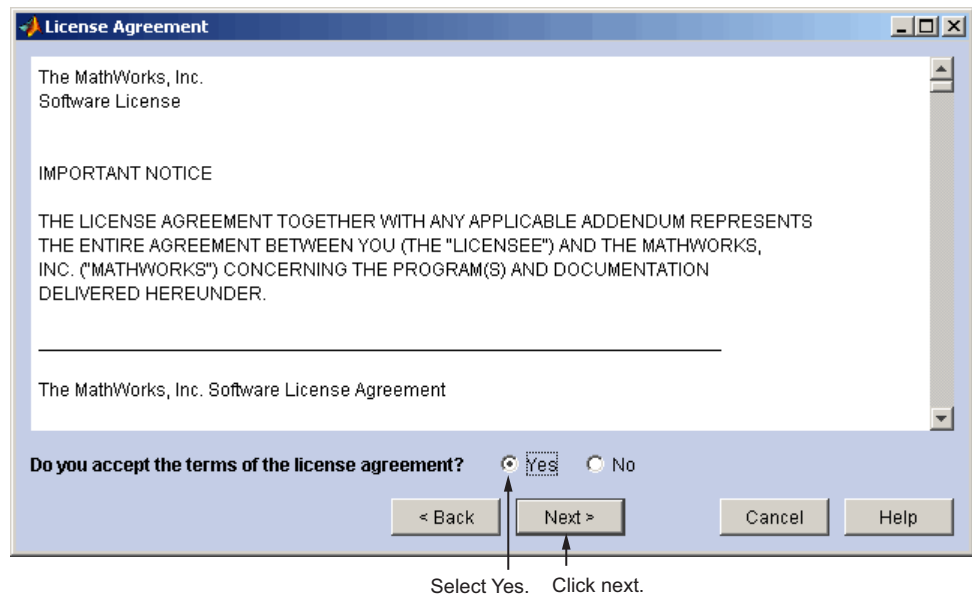 License Agreement
The MathWorks, Inc.
Software License
IMPORTANT NOTICE
THE LICENSE AGREEMENT TOGETHER WITH ANY APPLICABLE ADDENDUM REPRESENTS
THE ENTIRE AGREEMENT BETWEEN YOU (THE "LICENSEE") AND THE MATHWORKS,
INC. ("MATHWORKS") CONCERNING THE PROGRAM(S) AND DOCUMENTATION
DELIVERED HEREUNDER.
The MathWorks, Inc. Software License Agreement
Do you accept the terms of the license agreement? Yes No
< Back Next > Cancel Help
Select Yes. Click next.